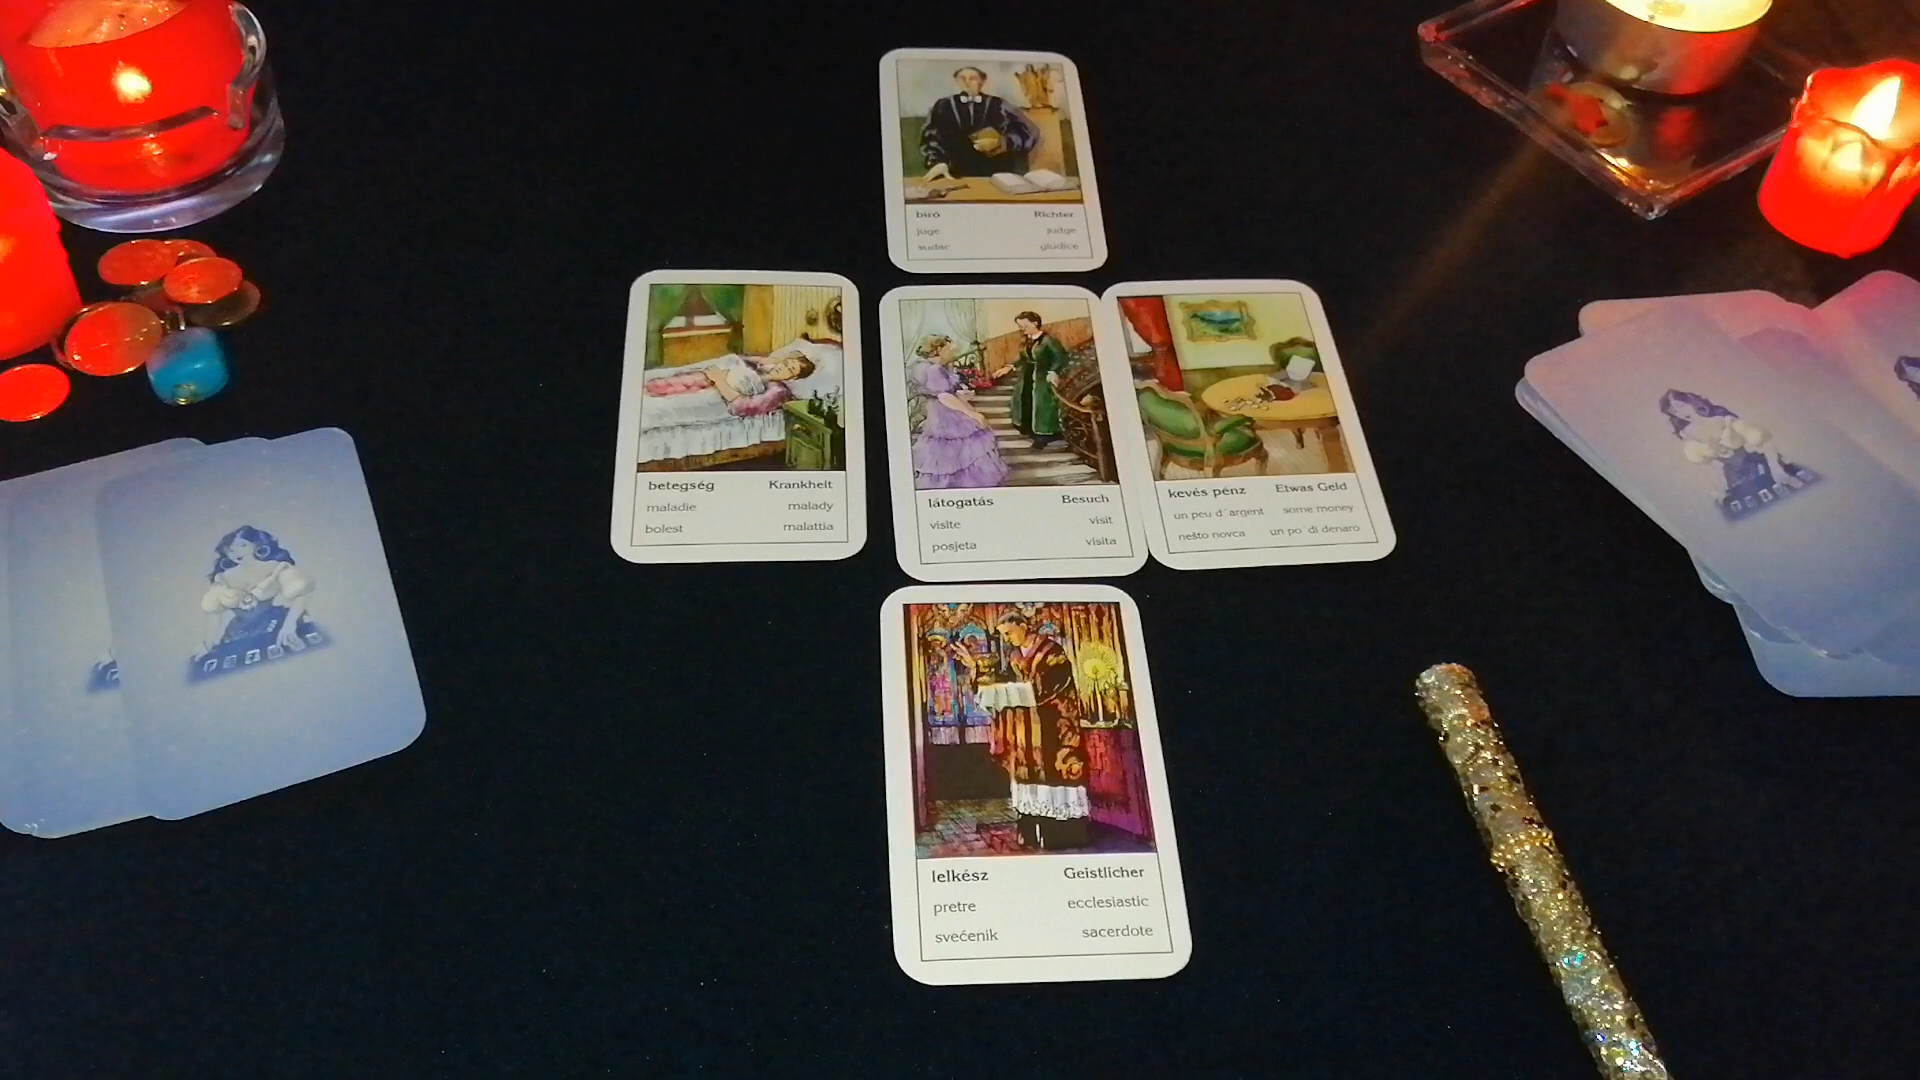 biró Richter
juge judge
sudac giudice
betegség Krankheit
maladie malady
bolest malattia
látogatás Besuch
visite visit
posjeta visita
kevés pénz Etwas Geld
un peu d'argent some money
nešto novca un po' di denaro
lelkész Geistlicher
pretre ecclesiastic
svećenik sacerdote